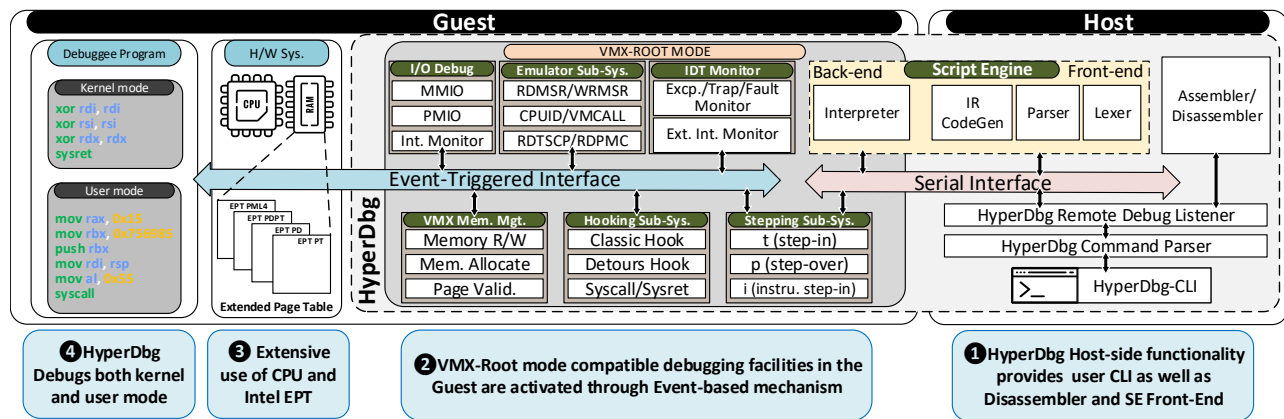 Guest
Host
Debuggee Program
Kernel mode
xor rdi, rdi
xor rsi, rsi
xor rdx, rdx
sysret
User mode
mov rax, 0x15
push rbx
mov rdi, rsp
mov al, 0x55
syscall
H/W Sys.
CPU
RAM
EPT PML4
EPT PDPT
EPT PD
EPT PT
Extended Page Table
HyperDbg
VMX-ROOT MODE
I/O Debug
MMIO
PMIO
Int. Monitor
Emulator Sub-Sys.
RDMSR/WRMSR
CPUID/VMCALL
RDTSCP/RDPMC
IDT Monitor
Excp./Trap/Fault
Monitor
Ext. Int. Monitor
Event-Triggered Interface
VMX Mem. Mgt.
Memory R/W
Mem. Allocate
Page Valid.
Hooking Sub-Sys.
Classic Hook
Detours Hook
Syscall/Sysret
Stepping Sub-Sys.
t (step-in)
p (step-over)
i (instru. step-in)
Back-end
Script Engine
Front-end
Interpreter
IR
CodeGen
Parser
Lexer
Assembler/
Disassembler
Serial Interface
HyperDbg Remote Debug Listener
HyperDbg Command Parser
HyperDbg-CLI
❹HyperDbg
Debugs both kernel
and user mode
❸ Extensive
use of CPU and
Intel EPT
❷VMX-Root mode compatible debugging facilities in the
Guest are activated through Event-based mechanism
❶HyperDbg Host-side functionality
provides user CLI as well as
Disassembler and SE Front-End